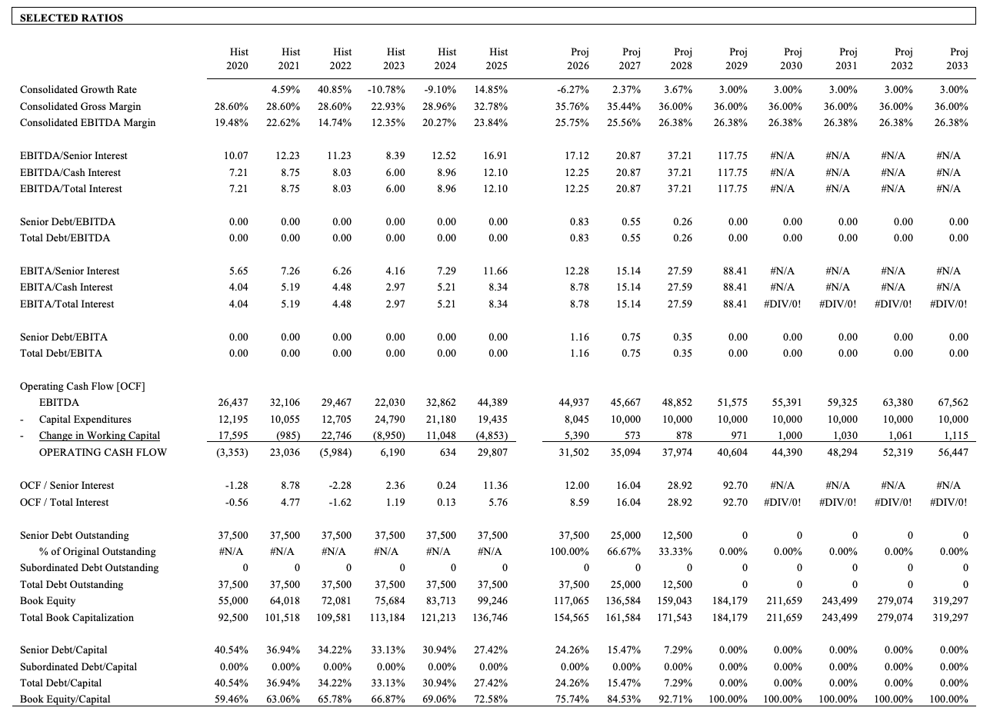 SELECTED RATIOS
Hist Hist Hist Hist Hist Hist Proj Proj Proj Proj Proj Proj Proj Proj
2020 2021 2022 2023 2024 2025 2026 2027 2028 2029 2030 2031 2032 2033
Consolidated Growth Rate 4.59% 40.85% -10.78% -9.10% 14.85% -6.27% 2.37% 3.67% 3.00% 3.00% 3.00% 3.00% 3.00%
Consolidated Gross Margin 28.60% 28.60% 28.60% 22.93% 28.96% 32.78% 35.76% 35.44% 36.00% 36.00% 36.00% 36.00% 36.00% 36.00%
Consolidated EBITDA Margin 19.48% 22.62% 14.74% 12.35% 20.27% 23.84% 25.75% 25.56% 26.38% 26.38% 26.38% 26.38% 26.38% 26.38%
EBITDA/Senior Interest 10.07 12.23 11.23 8.39 12.52 16.91 17.12 20.87 37.21 117.75 #N/A #N/A #N/A #N/A
EBITDA/Cash Interest 7.21 8.75 8.03 6.00 8.96 12.10 12.25 20.87 37.21 117.75 #N/A #N/A #N/A #N/A
EBITDA/Total Interest 7.21 8.75 8.03 6.00 8.96 12.10 12.25 20.87 37.21 117.75 #N/A #N/A #N/A #N/A
Senior Debt/EBITDA 0.00 0.00 0.00 0.00 0.00 0.00 0.83 0.55 0.26 0.00 0.00 0.00 0.00 0.00
Total Debt/EBITDA 0.00 0.00 0.00 0.00 0.00 0.00 0.83 0.55 0.26 0.00 0.00 0.00 0.00 0.00
EBITA/Senior Interest 5.65 7.26 6.26 4.16 7.29 11.66 12.28 15.14 27.59 88.41 #N/A #N/A #N/A #N/A
EBITA/Cash Interest 4.04 5.19 4.48 2.97 5.21 8.34 8.78 15.14 27.59 88.41 #N/A #N/A #N/A #N/A
EBITA/Total Interest 4.04 5.19 4.48 2.97 5.21 8.34 8.78 15.14 27.59 88.41 #DIV/0! #DIV/0! #DIV/0! #DIV/0!
Senior Debt/EBITA 0.00 0.00 0.00 0.00 0.00 0.00 1.16 0.75 0.35 0.00 0.00 0.00 0.00 0.00
Total Debt/EBITA 0.00 0.00 0.00 0.00 0.00 0.00 1.16 0.75 0.35 0.00 0.00 0.00 0.00 0.00
Operating Cash Flow [OCF]
EBITDA 26,437 32,106 29,467 22,030 32,862 44,389 44,937 45,667 48,852 51,575 55,391 59,325 63,380 67,562
- Capital Expenditures 12,195 10,055 12,705 24,790 21,180 19,435 8,045 10,000 10,000 10,000 10,000 10,000 10,000 10,000
- Change in Working Capital 17,595 (985) 22,746 (8,950) 11,048 (4,853) 5,390 573 878 971 1,000 1,030 1,061 1,115
OPERATING CASH FLOW (3,353) 23,036 (5,984) 6,190 634 29,807 31,502 35,094 37,974 40,604 44,390 48,294 52,319 56,447
OCF / Senior Interest -1.28 8.78 -2.28 2.36 0.24 11.36 12.00 16.04 28.92 92.70 #N/A #N/A #N/A #N/A
OCF / Total Interest -0.56 4.77 -1.62 1.19 0.13 5.76 8.59 16.04 28.92 92.70 #DIV/0! #DIV/0! #DIV/0! #DIV/0!
Senior Debt Outstanding 37,500 37,500 37,500 37,500 37,500 37,500 37,500 25,000 12,500 0 0 0 0 0
% of Original Outstanding #N/A #N/A #N/A #N/A #N/A #N/A 100.00% 66.67% 33.33% 0.00% 0.00% 0.00% 0.00% 0.00%
Subordinated Debt Outstanding 0 0 0 0 0 0 0 0 0 0 0 0 0 0
Total Debt Outstanding 37,500 37,500 37,500 37,500 37,500 37,500 37,500 25,000 12,500 0 0 0 0 0
Book Equity 55,000 64,018 72,081 75,684 83,713 99,246 117,065 136,584 159,043 184,179 211,659 243,499 279,074 319,297
Total Book Capitalization 92,500 101,518 109,581 113,184 121,213 136,746 154,565 161,584 171,543 184,179 211,659 243,499 279,074 319,297
Senior Debt/Capital 40.54% 36.94% 34.22% 33.13% 30.94% 27.42% 24.26% 15.47% 7.29% 0.00% 0.00% 0.00% 0.00% 0.00%
Subordinated Debt/Capital 0.00% 0.00% 0.00% 0.00% 0.00% 0.00% 0.00% 0.00% 0.00% 0.00% 0.00% 0.00% 0.00% 0.00%
Total Debt/Capital 40.54% 36.94% 34.22% 33.13% 30.94% 27.42% 24.26% 15.47% 7.29% 0.00% 0.00% 0.00% 0.00% 0.00%
Book Equity/Capital 59.46% 63.06% 65.78% 66.87% 69.06% 72.58% 75.74% 84.53% 92.71% 100.00% 100.00% 100.00% 100.00% 100.00%